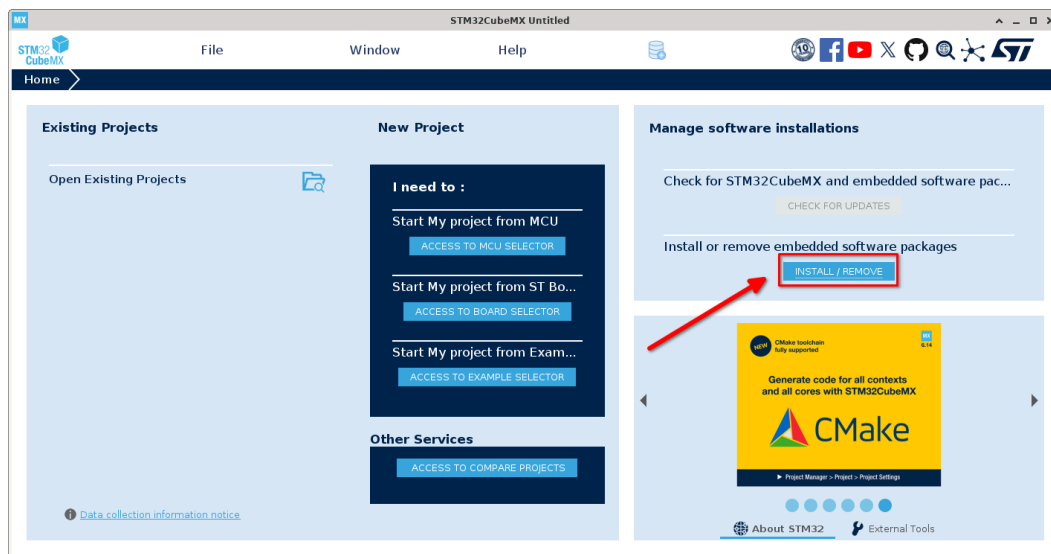 MX
STM32CubeMX Untitled
STM32
CubeMX
File
Window
Help
10
Home
Existing Projects
Open Existing Projects
Data collection information notice
New Project
I need to :
Start My project from MCU
ACCESS TO MCU SELECTOR
Start My project from ST Bo...
ACCESS TO BOARD SELECTOR
Start My project from Exam...
ACCESS TO EXAMPLE SELECTOR
Other Services
ACCESS TO COMPARE PROJECTS
Manage software installations
Check for STM32CubeMX and embedded software pac...
CHECK FOR UPDATES
Install or remove embedded software packages
INSTALL / REMOVE
NEW
CMake toolchain
fully supported
MX
6.14
Generate code for all contexts
and all cores with STM32CubeMX
CMake
Project Manager > Project > Project Settings
About STM32
External Tools